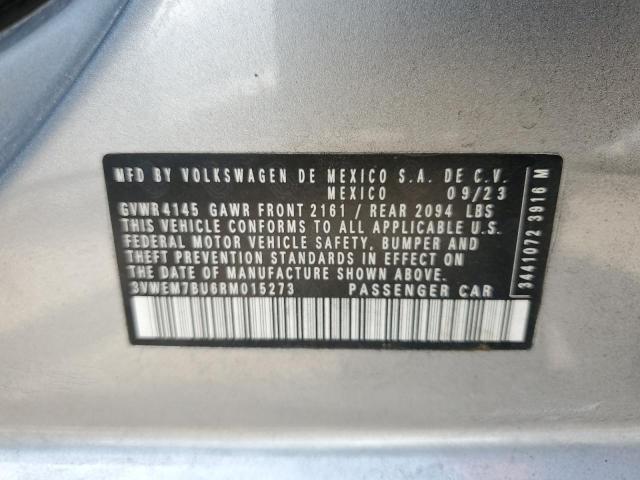 MFD BY VOLKSWAGEN DE MEXICO S.A. DE C.V.
MEXICO 09/23
GVWR 4145 GAWR FRONT 2161 / REAR 2094 LBS
THIS VEHICLE CONFORMS TO ALL APPLICABLE U.S.
FEDERAL MOTOR VEHICLE SAFETY, BUMPER AND
THEFT PREVENTION STANDARDS IN EFFECT ON
THE DATE OF MANUFACTURE SHOWN ABOVE.
3VWEM7BU6RM015273 PASSENGER CAR
3441072 3916 M